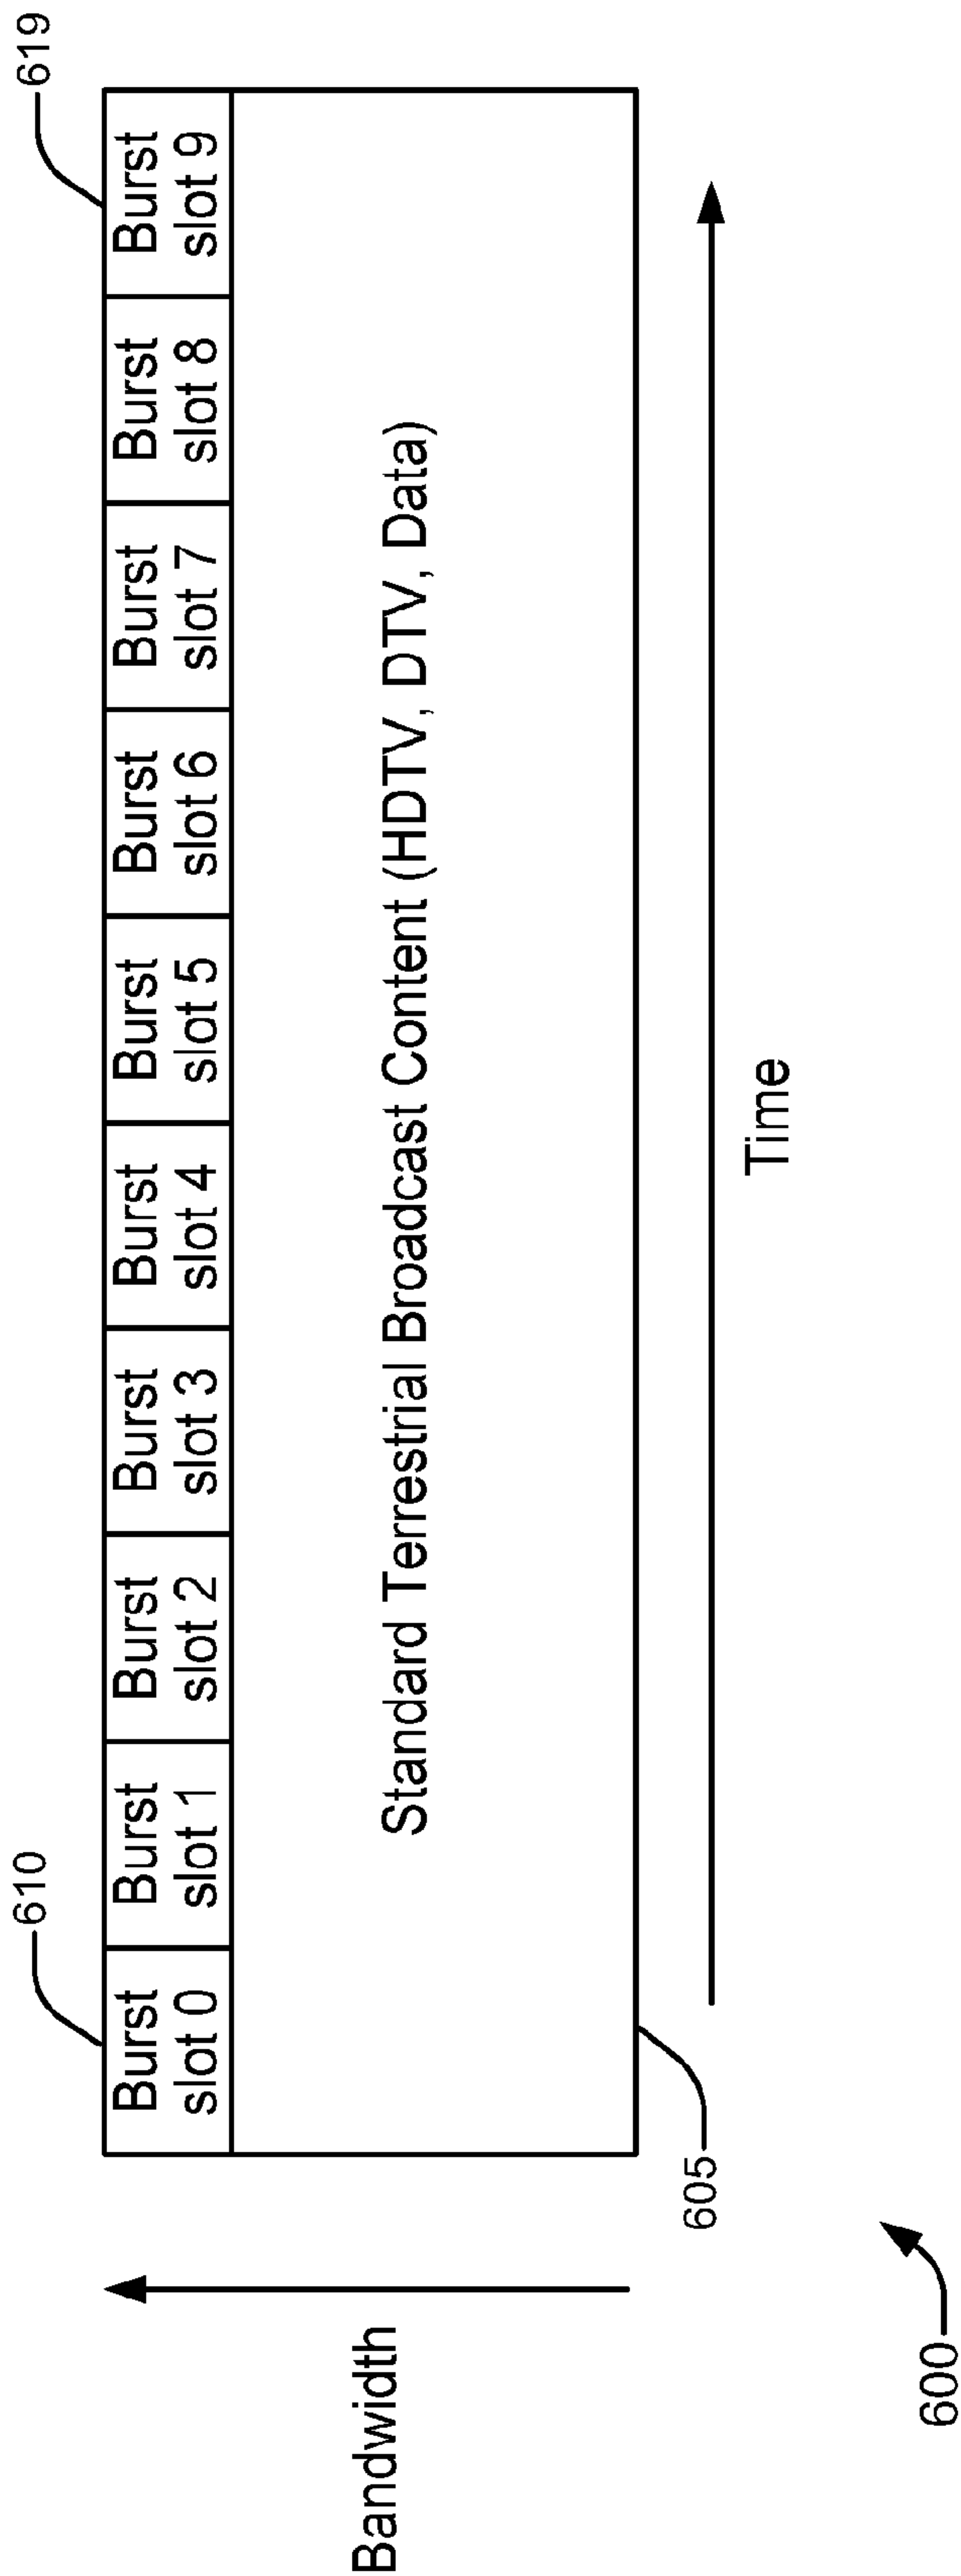 610
619
Burst
slot 0
Burst
slot 1
Burst
slot 2
Burst
slot 3
Burst
slot 4
Burst
slot 5
Burst
slot 6
Burst
slot 7
Burst
slot 8
Burst
slot 9
Bandwidth
Standard Terrestrial Broadcast Content (HDTV, DTV, Data)
605
Time
600